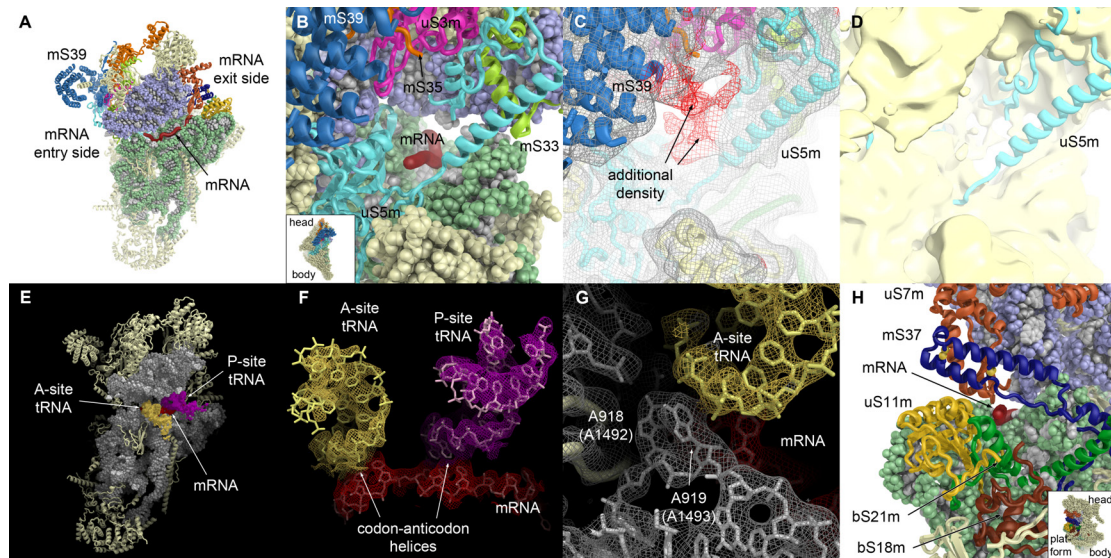 A
mS39
mRNA
exit side
mRNA
entry side
mRNA
B
mS39
uS3m
mS35
mRNA
mS33
uS5m
head
body
C
mS39
additional
density
uS5m
D
uS5m
E
A-site
tRNA
P-site
tRNA
mRNA
F
A-site
tRNA
P-site
tRNA
codon-anticodon
helices
mRNA
G
A-site
tRNA
A918
(A1492)
mRNA
A919
(A1493)
H
uS7m
mS37
mRNA
uS11m
bS21m
bS18m
plat-
form
body